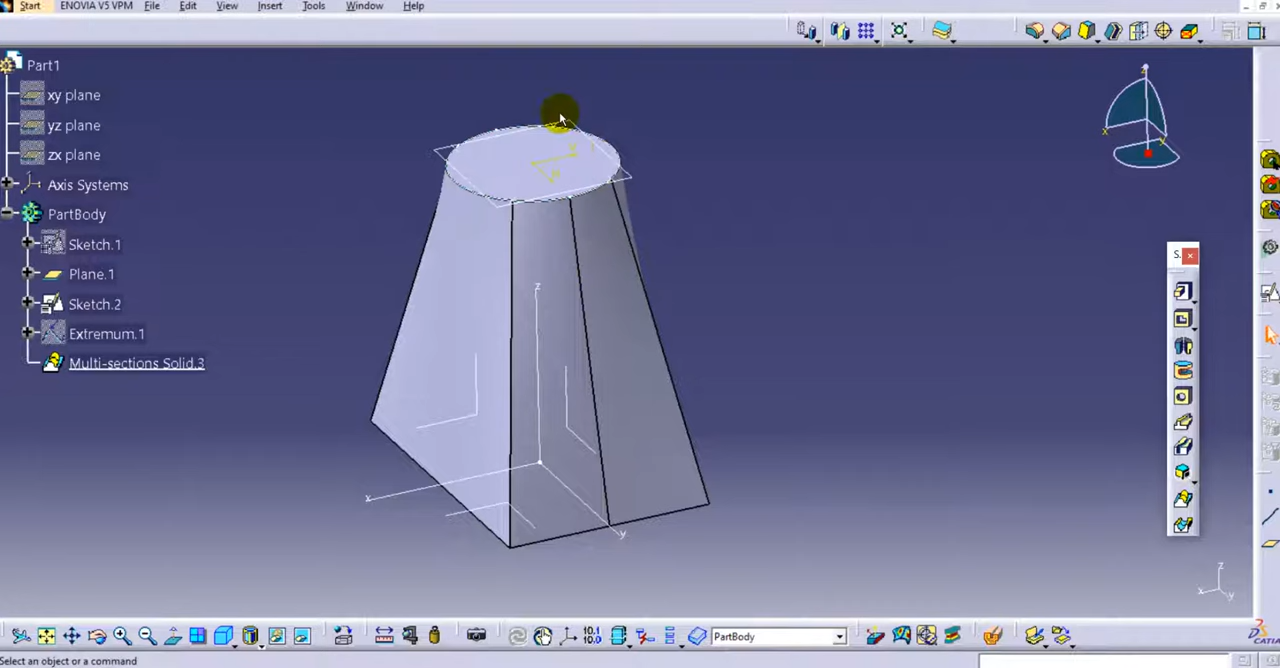 Start ENOVIA V5 VPM File Edit View Insert Tools Window Help
Part1
xy plane
yz plane
zx plane
Axis Systems
PartBody
Sketch.1
Plane.1
Sketch.2
Extremum.1
Multi-sections Solid.3
z
x
y
z
x
y
S..
z
x
y
10.1
PartBody
Select an object or a command